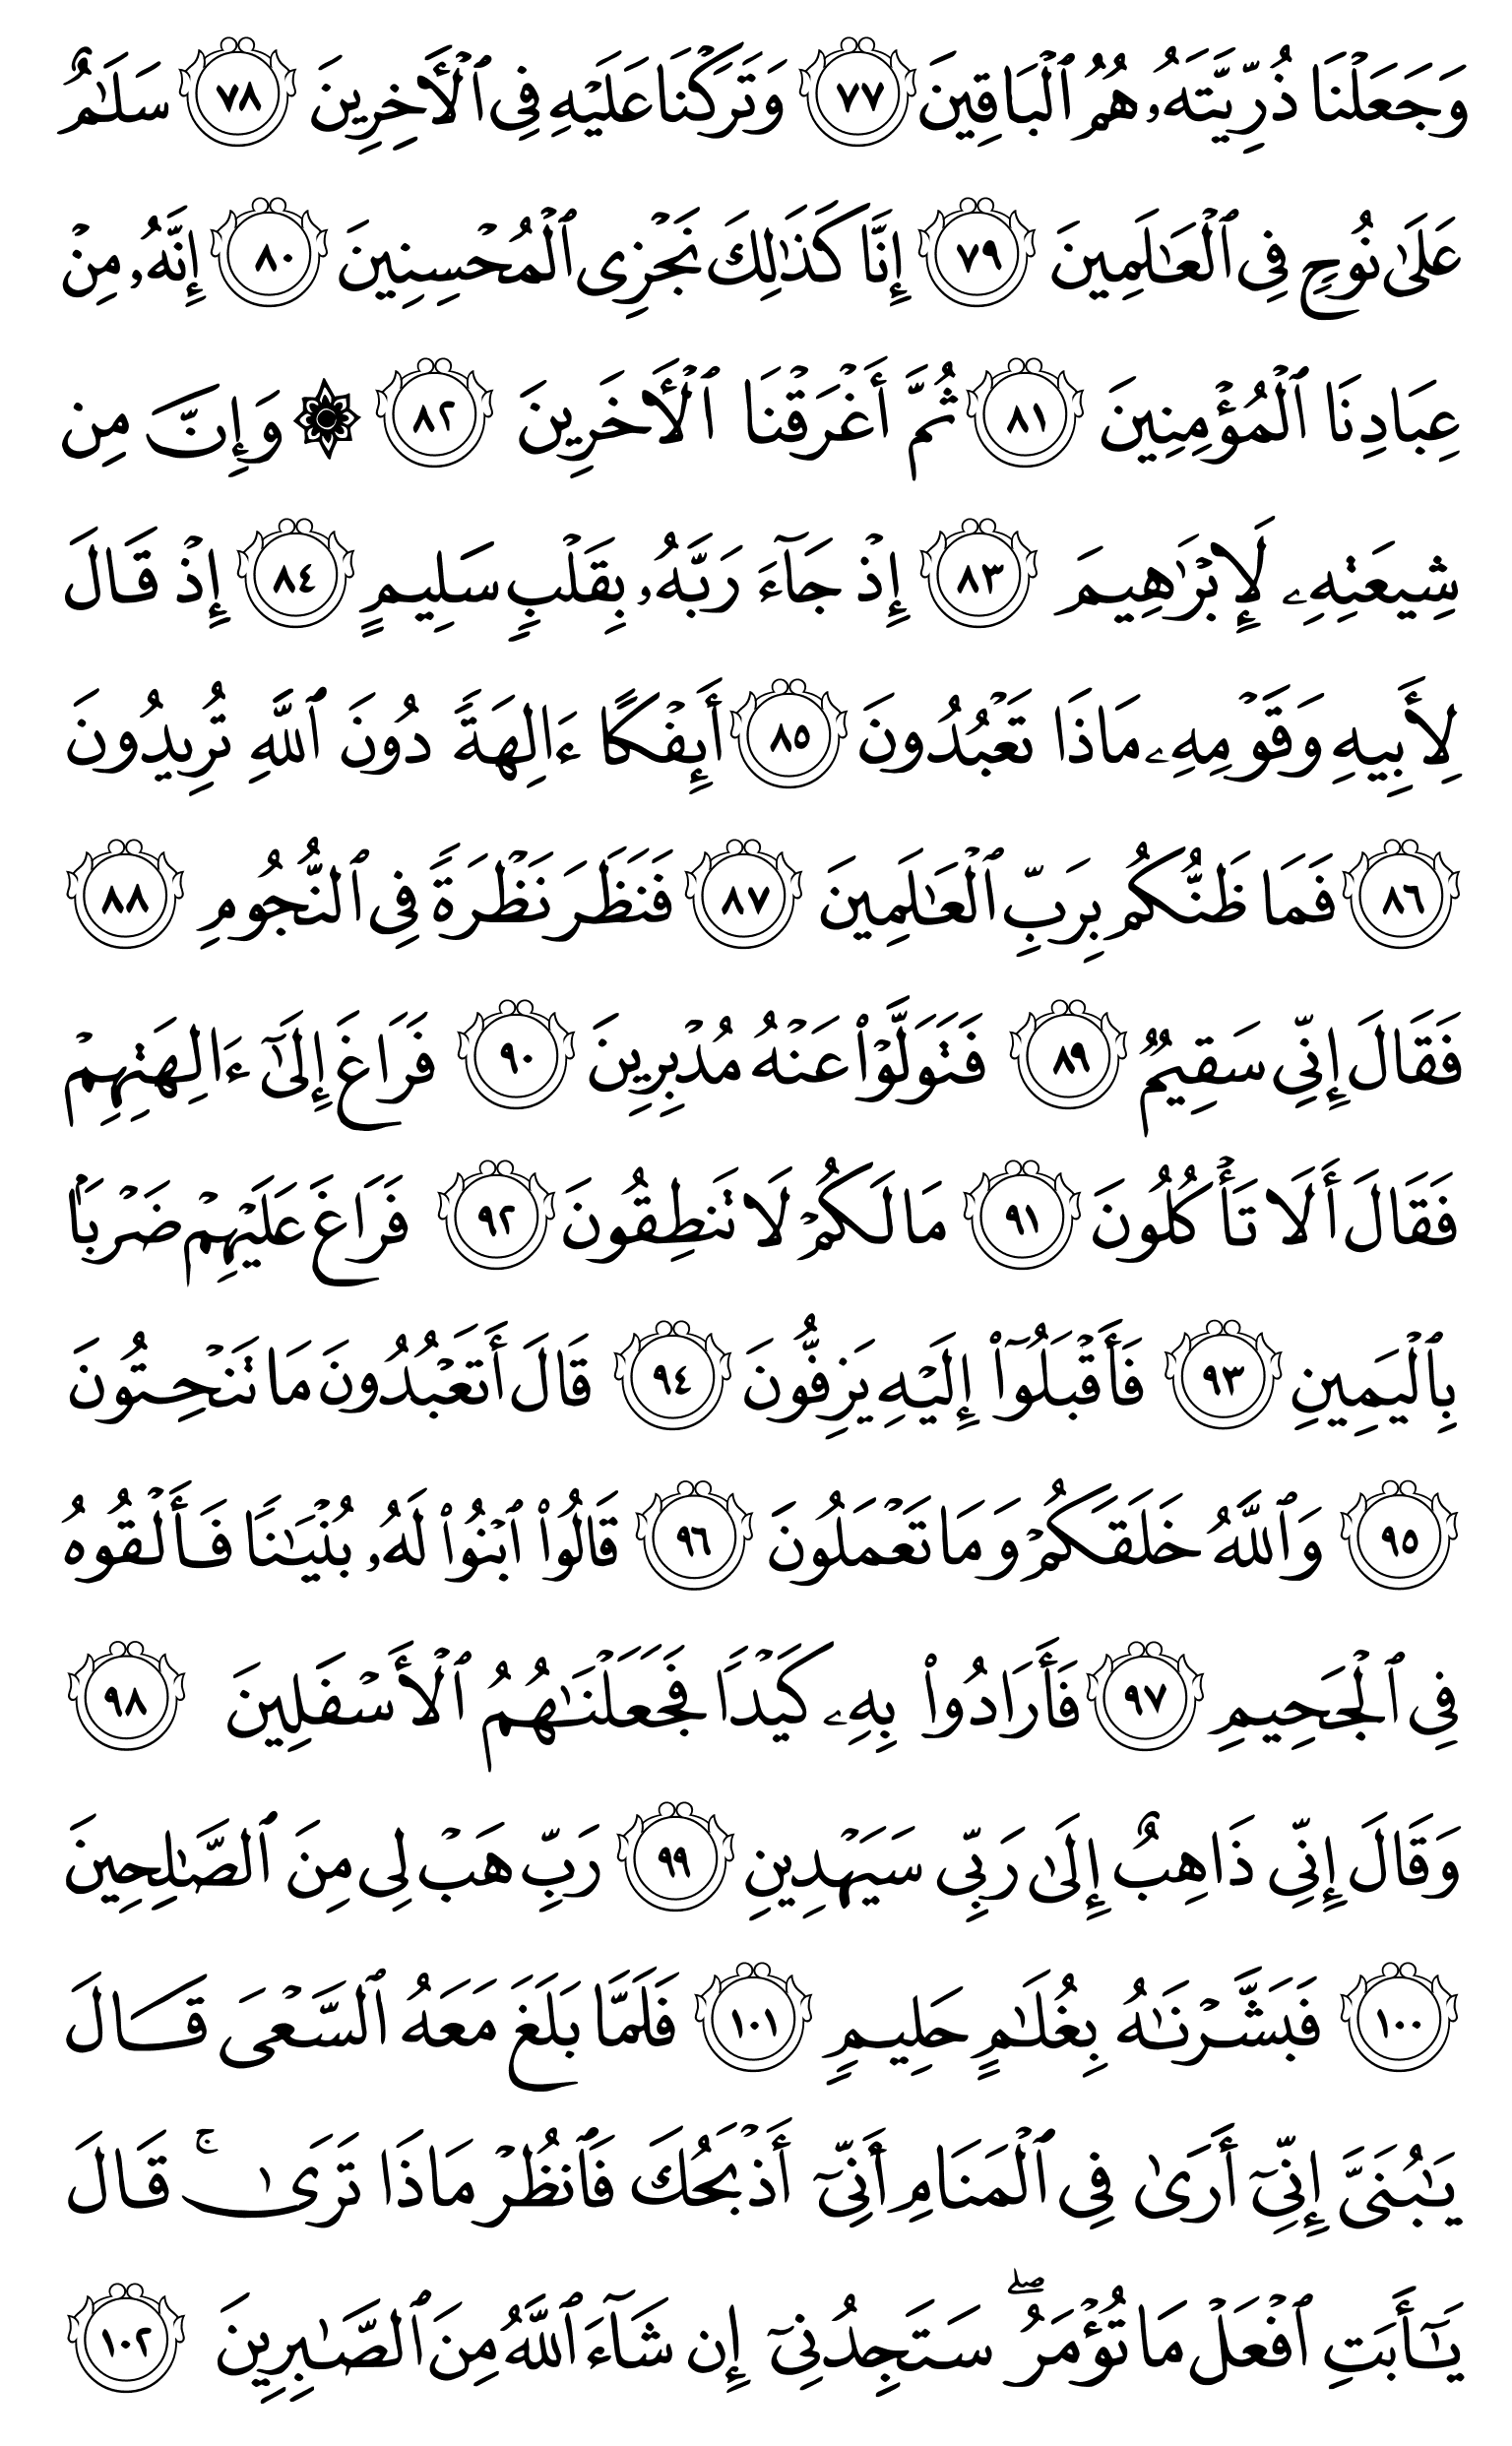 وَجَعَلْنَا ذُرِّيَّتَهُۥ هُمُ ٱلْبَاقِينَ ٧٧ وَتَرَكْنَا عَلَيْهِ فِى ٱلْأَخِرِينَ ٧٨ سَلَـٰمٌ
عَلَىٰ نُوحٍ فِى ٱلْعَـٰلَمِينَ ٧٩ إِنَّا كَذَٰلِكَ نَجْزِى ٱلْمُحْسِنِينَ ٨٠ إِنَّهُۥ مِنْ
عِبَادِنَا ٱلْمُؤْمِنِينَ ٨١ ثُمَّ أَغْرَقْنَا ٱلْأَخَرِينَ ٨٢ ۞ وَإِنَّ مِن
شِيعَتِهِۦ لَإِبْرَٰهِيمَ ٨٣ إِذْ جَآءَ رَبَّهُۥ بِقَلْبٍ سَلِيمٍ ٨٤ إِذْ قَالَ
لِأَبِيهِ وَقَوْمِهِۦ مَاذَا تَعْبُدُونَ ٨٥ أَئِفْكًا ءَالِهَةً دُونَ ٱللَّهِ تُرِيدُونَ
٨٦ فَمَا ظَنُّكُم بِرَبِّ ٱلْعَـٰلَمِينَ ٨٧ فَنَظَرَ نَظْرَةً فِى ٱلنُّجُومِ ٨٨
فَقَالَ إِنِّى سَقِيمٌ ٨٩ فَتَوَلَّوْا۟ عَنْهُ مُدْبِرِينَ ٩٠ فَرَاغَ إِلَىٰٓ ءَالِهَتِهِمْ
فَقَالَ أَلَا تَأْكُلُونَ ٩١ مَا لَكُمْ لَا تَنطِقُونَ ٩٢ فَرَاغَ عَلَيْهِمْ ضَرْبًۢا
بِٱلْيَمِينِ ٩٣ فَأَقْبَلُوٓا۟ إِلَيْهِ يَزِفُّونَ ٩٤ قَالَ أَتَعْبُدُونَ مَا تَنْحِتُونَ
٩٥ وَٱللَّهُ خَلَقَكُمْ وَمَا تَعْمَلُونَ ٩٦ قَالُوا۟ ٱبْنُوا۟ لَهُۥ بُنْيَـٰنًا فَأَلْقُوهُ
فِى ٱلْجَحِيمِ ٩٧ فَأَرَادُوا۟ بِهِۦ كَيْدًا فَجَعَلْنَـٰهُمُ ٱلْأَسْفَلِينَ ٩٨
وَقَالَ إِنِّى ذَاهِبٌ إِلَىٰ رَبِّى سَيَهْدِينِ ٩٩ رَبِّ هَبْ لِى مِنَ ٱلصَّـٰلِحِينَ
١٠٠ فَبَشَّرْنَـٰهُ بِغُلَـٰمٍ حَلِيمٍ ١٠١ فَلَمَّا بَلَغَ مَعَهُ ٱلسَّعْىَ قَالَ
يَـٰبُنَىَّ إِنِّىٓ أَرَىٰ فِى ٱلْمَنَامِ أَنِّىٓ أَذْبَحُكَ فَٱنظُرْ مَاذَا تَرَىٰ ۚ قَالَ
يَـٰٓأَبَتِ ٱفْعَلْ مَا تُؤْمَرُ ۖ سَتَجِدُنِىٓ إِن شَآءَ ٱللَّهُ مِنَ ٱلصَّـٰبِرِينَ ١٠٢